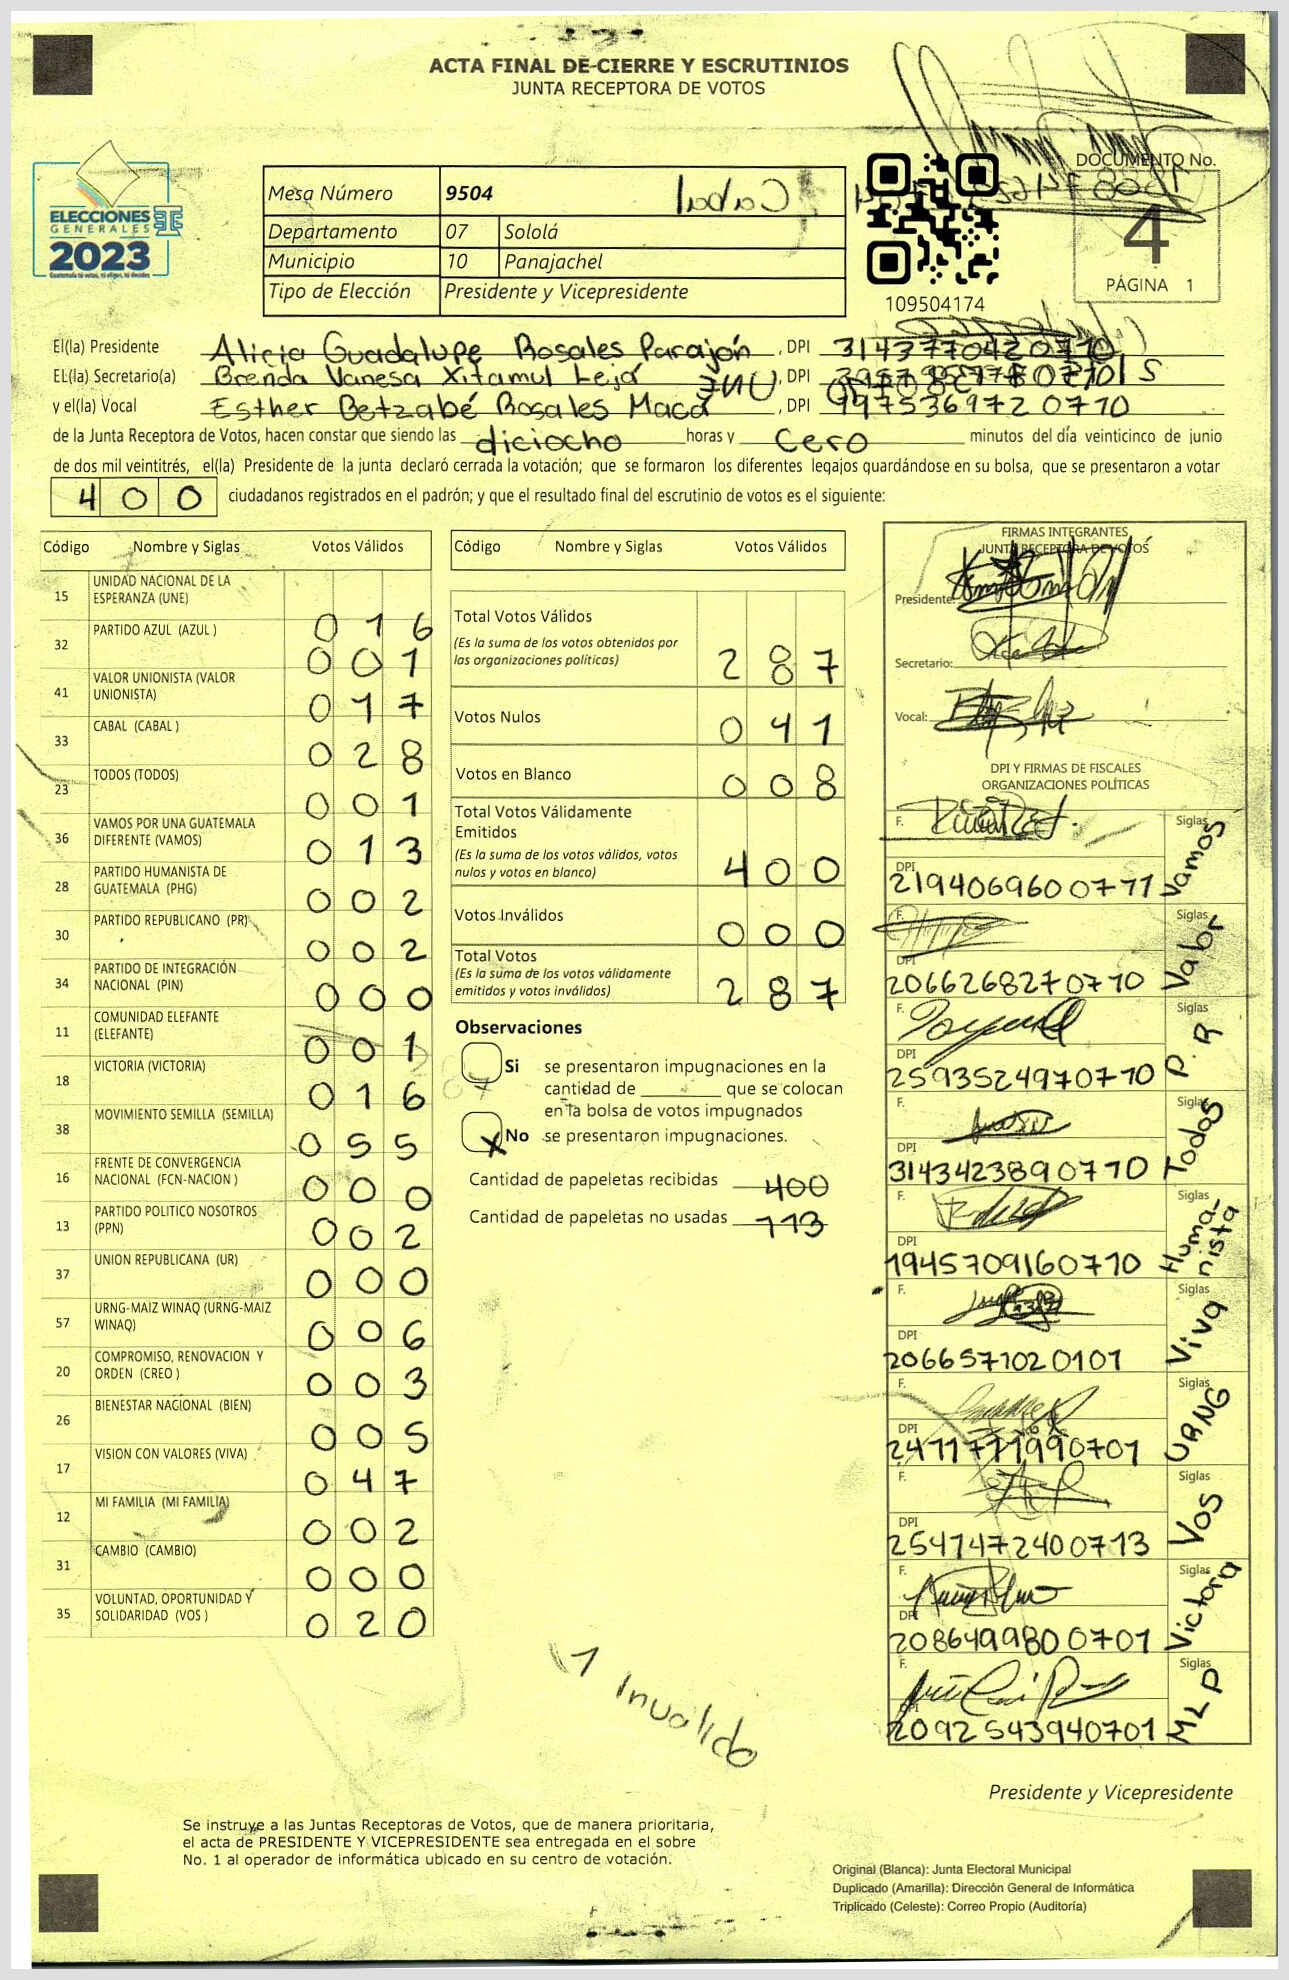 ACTA FINAL DE CIERRE Y ESCRUTINIOS
JUNTA RECEPTORA DE VOTOS
DOCUMENTO No.
4
PÁGINA 1
ELECCIONES
GENERALES
2023
Guatemala tú votas, tú eliges, tú decides
Mesa Número 9504
Departamento 07 Sololá
Municipio 10 Panajachel
Tipo de Elección Presidente y Vicepresidente
109504174
El(la) Presidente Alicia Guadalupe Rosales Parajón , DPI 3143770420710
EL(la) Secretario(a) Brenda Vanesa Xitamul Lejá , DPI
y el(la) Vocal Esther Betzabé Rosales Macá , DPI 1997536972 0710
de la Junta Receptora de Votos, hacen constar que siendo las diciocho horas y cero minutos del día veinticinco de junio
de dos mil veintitrés, el(la) Presidente de la junta declaró cerrada la votación; que se formaron los diferentes legajos guardándose en su bolsa, que se presentaron a votar
400 ciudadanos registrados en el padrón; y que el resultado final del escrutinio de votos es el siguiente:
Código Nombre y Siglas Votos Válidos
15 UNIDAD NACIONAL DE LA ESPERANZA (UNE) 016
32 PARTIDO AZUL (AZUL ) 001
41 VALOR UNIONISTA (VALOR UNIONISTA) 017
33 CABAL (CABAL ) 028
23 TODOS (TODOS) 001
36 VAMOS POR UNA GUATEMALA DIFERENTE (VAMOS) 013
28 PARTIDO HUMANISTA DE GUATEMALA (PHG) 002
30 PARTIDO REPUBLICANO (PR) 002
34 PARTIDO DE INTEGRACIÓN NACIONAL (PIN) 000
11 COMUNIDAD ELEFANTE (ELEFANTE) 001
18 VICTORIA (VICTORIA) 016
38 MOVIMIENTO SEMILLA (SEMILLA) 055
16 FRENTE DE CONVERGENCIA NACIONAL (FCN-NACION ) 000
13 PARTIDO POLITICO NOSOTROS (PPN) 002
37 UNION REPUBLICANA (UR) 000
57 URNG-MAIZ WINAQ (URNG-MAIZ WINAQ) 006
20 COMPROMISO, RENOVACION Y ORDEN (CREO ) 003
26 BIENESTAR NACIONAL (BIEN) 005
17 VISION CON VALORES (VIVA) 047
12 MI FAMILIA (MI FAMILIA) 002
31 CAMBIO (CAMBIO) 000
35 VOLUNTAD, OPORTUNIDAD Y SOLIDARIDAD (VOS ) 020
Código Nombre y Siglas Votos Válidos
Total Votos Válidos
(Es la suma de los votos obtenidos por
las organizaciones políticas) 287
Votos Nulos 041
Votos en Blanco 008
Total Votos Válidamente
Emitidos
(Es la suma de los votos válidos, votos
nulos y votos en blanco) 400
Votos Inválidos 000
Total Votos
(Es la suma de los votos válidamente
emitidos y votos inválidos) 287
Observaciones
Si se presentaron impugnaciones en la
cantidad de ________ que se colocan
en la bolsa de votos impugnados
X No se presentaron impugnaciones.
Cantidad de papeletas recibidas 400
Cantidad de papeletas no usadas 113
1 Invalido
FIRMAS INTEGRANTES
JUNTA RECEPTORA DE VOTOS
Presidente:
Secretario:
Vocal:
DPI Y FIRMAS DE FISCALES
ORGANIZACIONES POLÍTICAS
F. Siglas Vamos
DPI 2194069600771
F. Siglas Valor
DPI 2066268270710
F. Siglas P.R
DPI 2593524970710
F. Siglas Todos
DPI 3143423890710
F. Siglas Humanista
DPI 1945709160710
F. Siglas Viva
DPI 2066571020101
F. Siglas URNG
DPI 2471771990701
F. Siglas VOS
DPI 2547472400713
F. Siglas Victoria
DPI 2086499800701
F. Siglas MLP
DPI 2092543940701
Presidente y Vicepresidente
Se instruye a las Juntas Receptoras de Votos, que de manera prioritaria,
el acta de PRESIDENTE Y VICEPRESIDENTE sea entregada en el sobre
No. 1 al operador de informática ubicado en su centro de votación.
Original (Blanca): Junta Electoral Municipal
Duplicado (Amarilla): Dirección General de Informática
Triplicado (Celeste): Correo Propio (Auditoría)